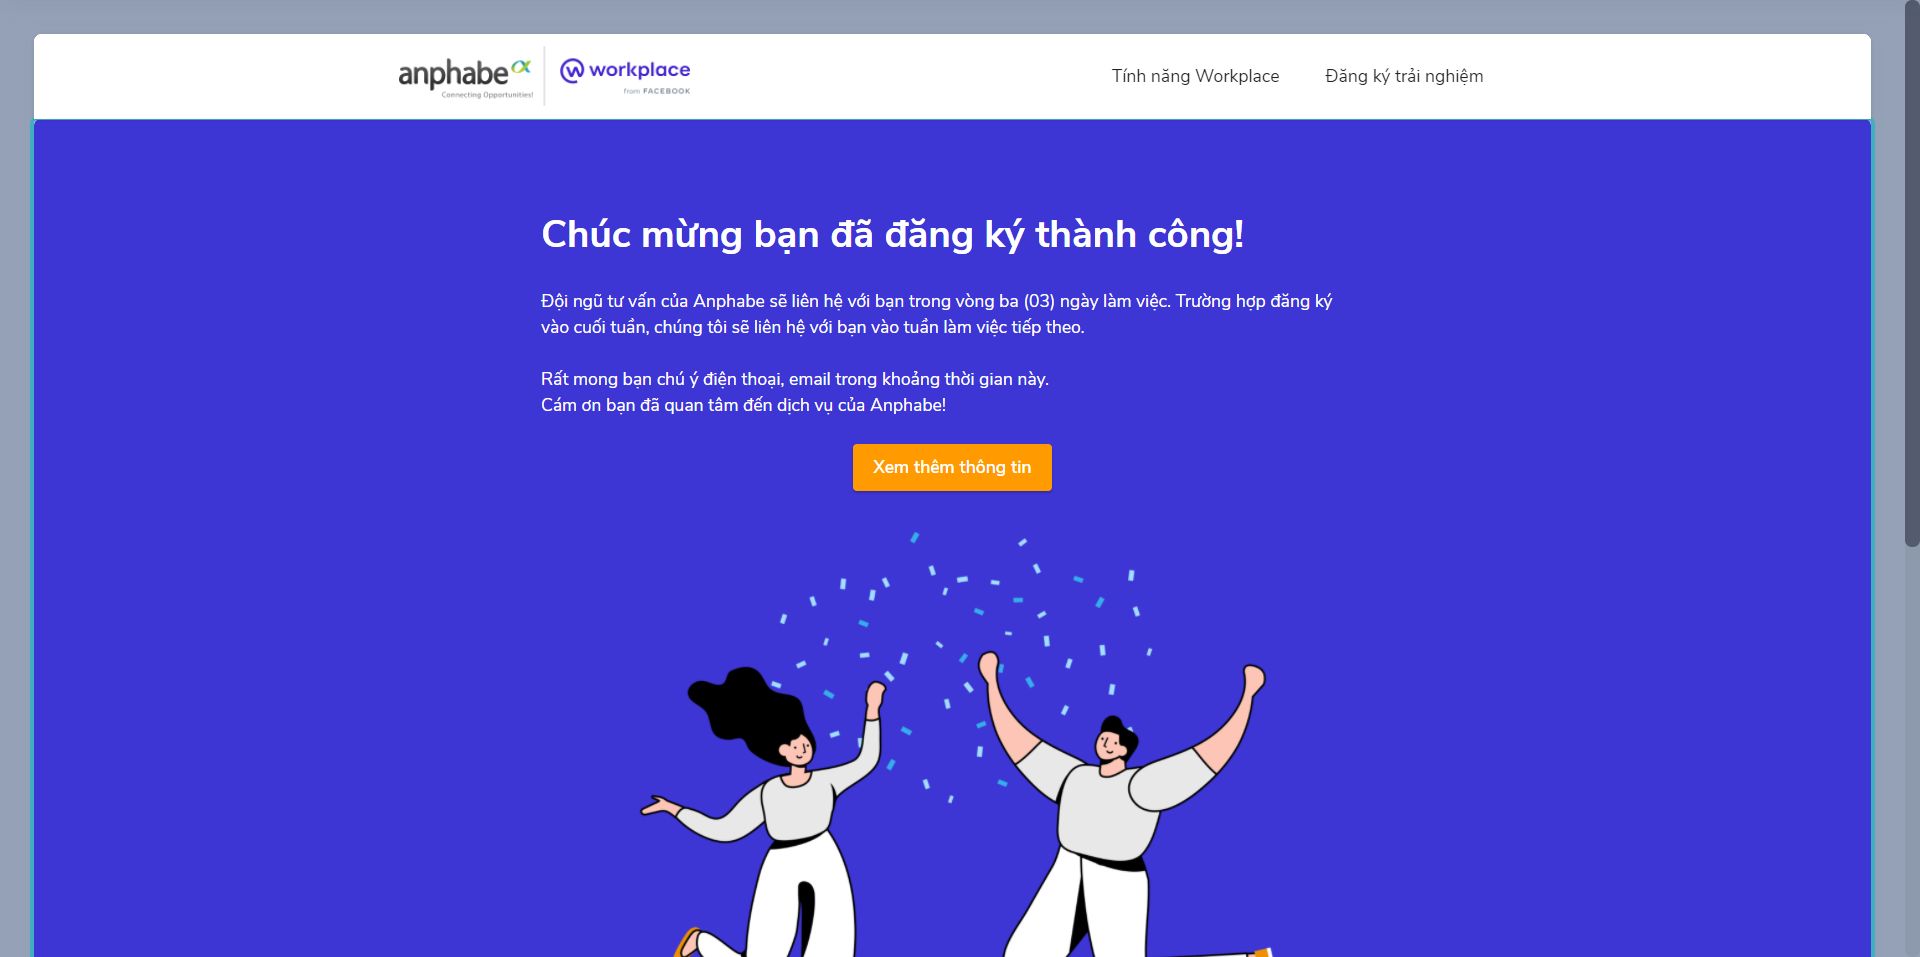 anphabe
Connecting Opportunities!
workplace
from FACEBOOK
Tính năng Workplace
Đăng ký trải nghiệm
Chúc mừng bạn đã đăng ký thành công!
Đội ngũ tư vấn của Anphabe sẽ liên hệ với bạn trong vòng ba (03) ngày làm việc. Trường hợp đăng ký
vào cuối tuần, chúng tôi sẽ liên hệ với bạn vào tuần làm việc tiếp theo.
Rất mong bạn chú ý điện thoại, email trong khoảng thời gian này.
Cám ơn bạn đã quan tâm đến dịch vụ của Anphabe!
Xem thêm thông tin